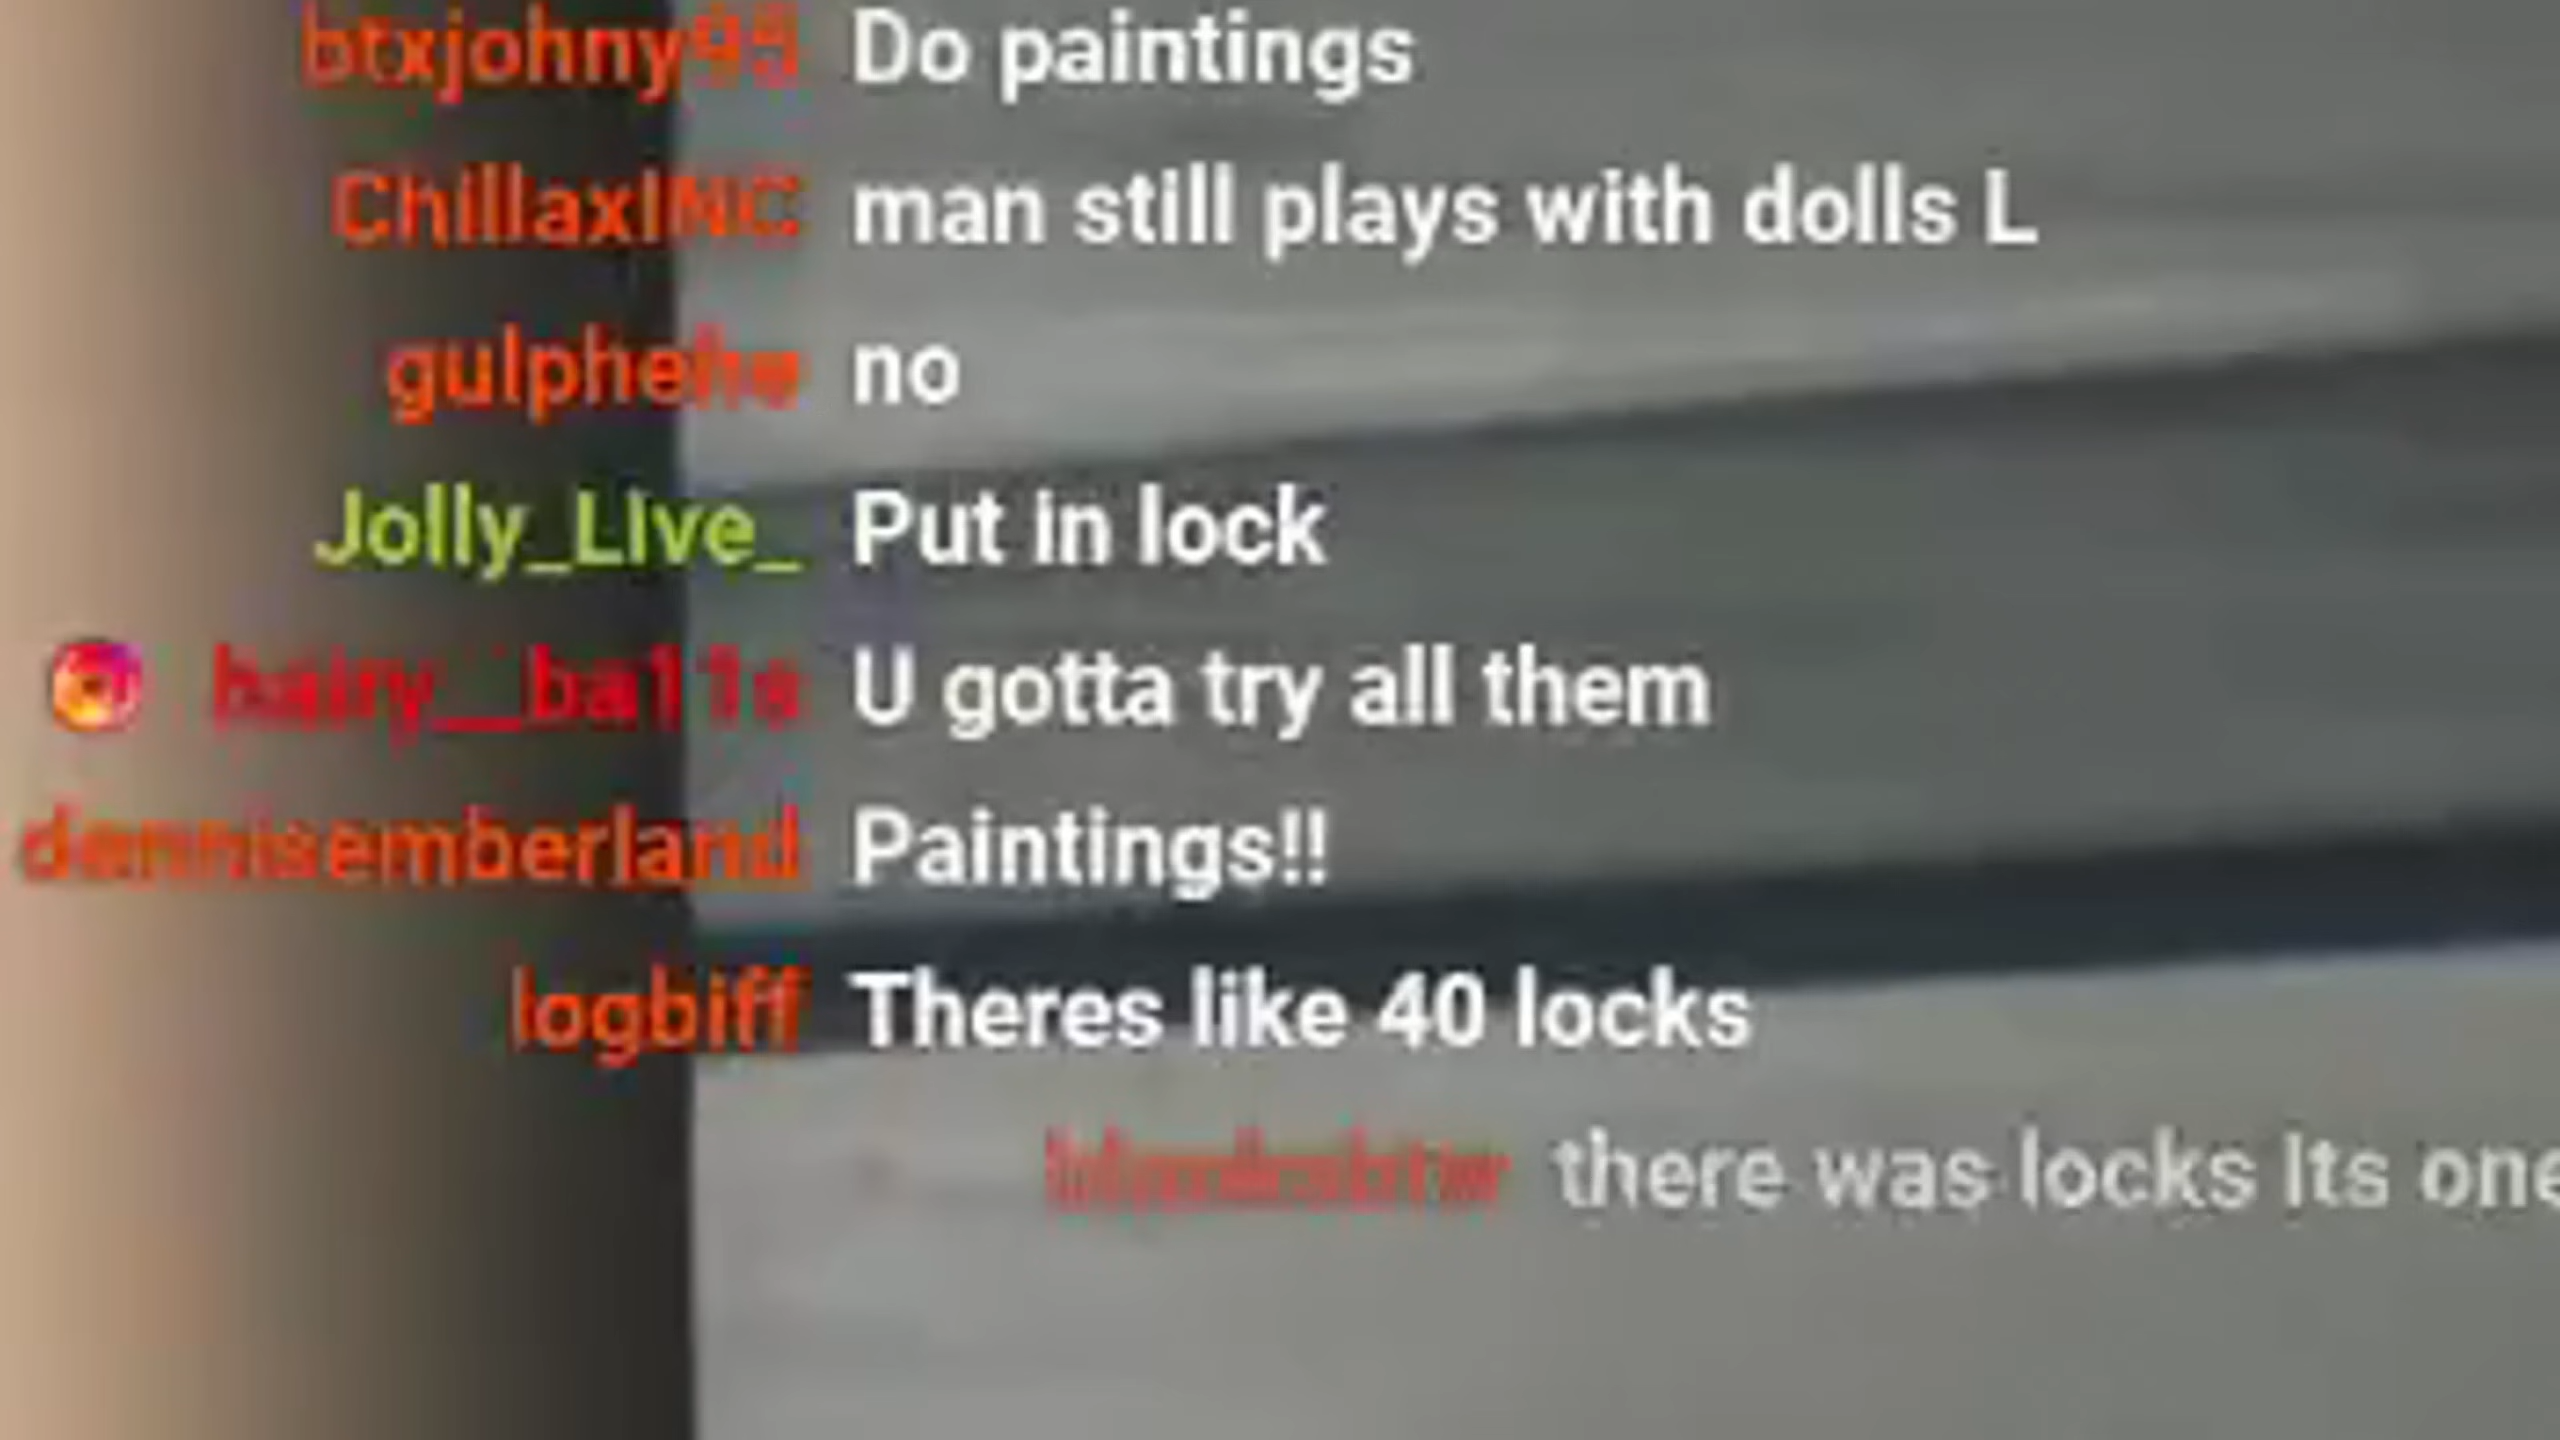 btxjohny95 Do paintings
ChillaxINC man still plays with dolls L
gulphehe no
Jolly_LIve_ Put in lock
hairy__ba11s U gotta try all them
dennisemberland Paintings!!
logbiff Theres like 40 locks
there was locks Its one